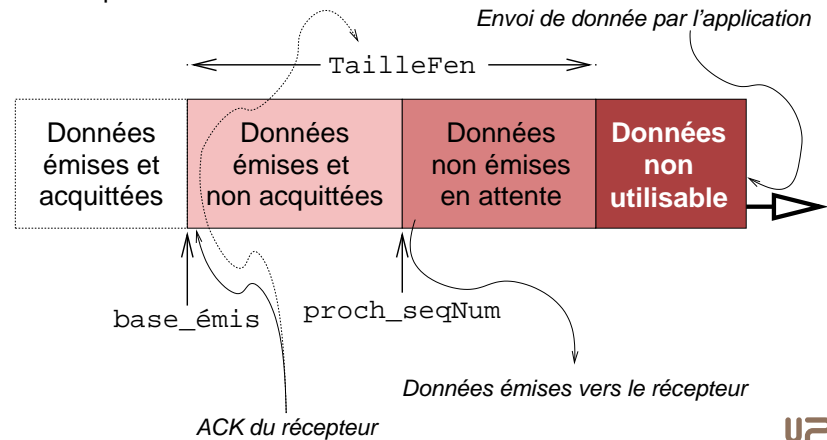 Envoi de donnée par l'application
TailleFen
Données
émises et
acquittées
Données
émises et
non acquittées
Données
non émises
en attente
Données
non
utilisable
base_émis
proch_seqNum
Données émises vers le récepteur
ACK du récepteur